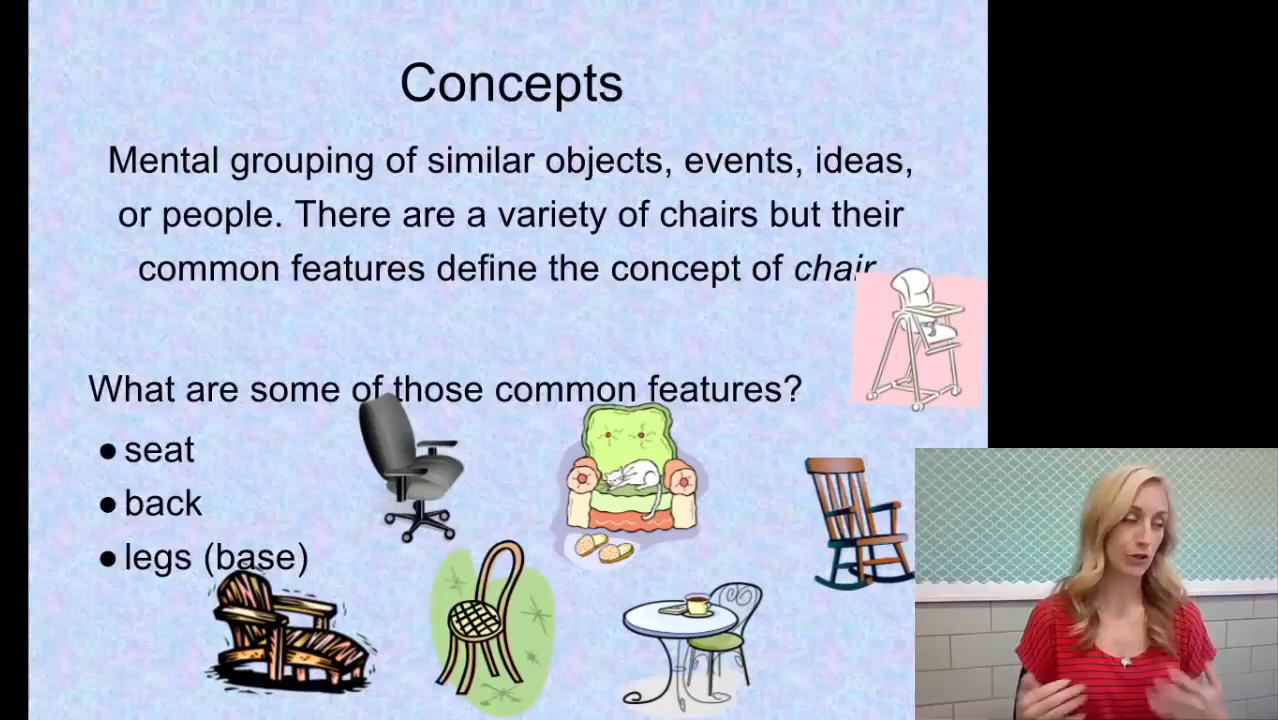 Concepts
Mental grouping of similar objects, events, ideas,
or people. There are a variety of chairs but their
common features define the concept of chair
What are some of those common features?
● seat
● back
● legs (base)